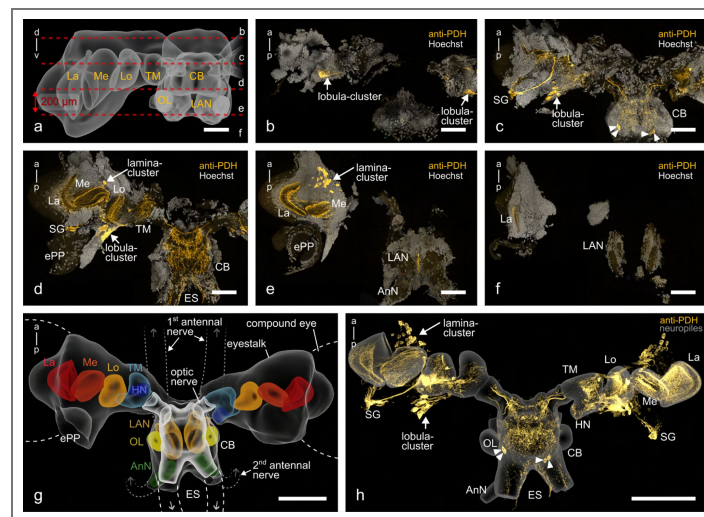 d
v
La Me Lo TM CB
OL LAN
200 μm
a
b
c
d
e
f
a
p
anti-PDH
Hoechst
lobula-cluster
lobula-
cluster
b
a
p
anti-PDH
Hoechst
SG
lobula-
cluster
CB
c
a
p
anti-PDH
Hoechst
lamina-
cluster
Me
Lo
La
SG
TM
ePP
lobula-
cluster
CB
d
ES
a
p
anti-PDH
Hoechst
lamina-
cluster
La
Me
ePP
LAN
AnN
e
a
p
anti-PDH
Hoechst
La
LAN
f
a
p
1st antennal
nerve
compound eye
eyestalk
La
Me
Lo
TM
HN
optic
nerve
ePP
LAN
OL
CB
AnN
2nd antennal
nerve
ES
g
a
p
lamina-
cluster
anti-PDH
neuropiles
TM
Lo
La
Me
SG
HN
SG
lobula-
cluster
OL
CB
AnN
ES
h